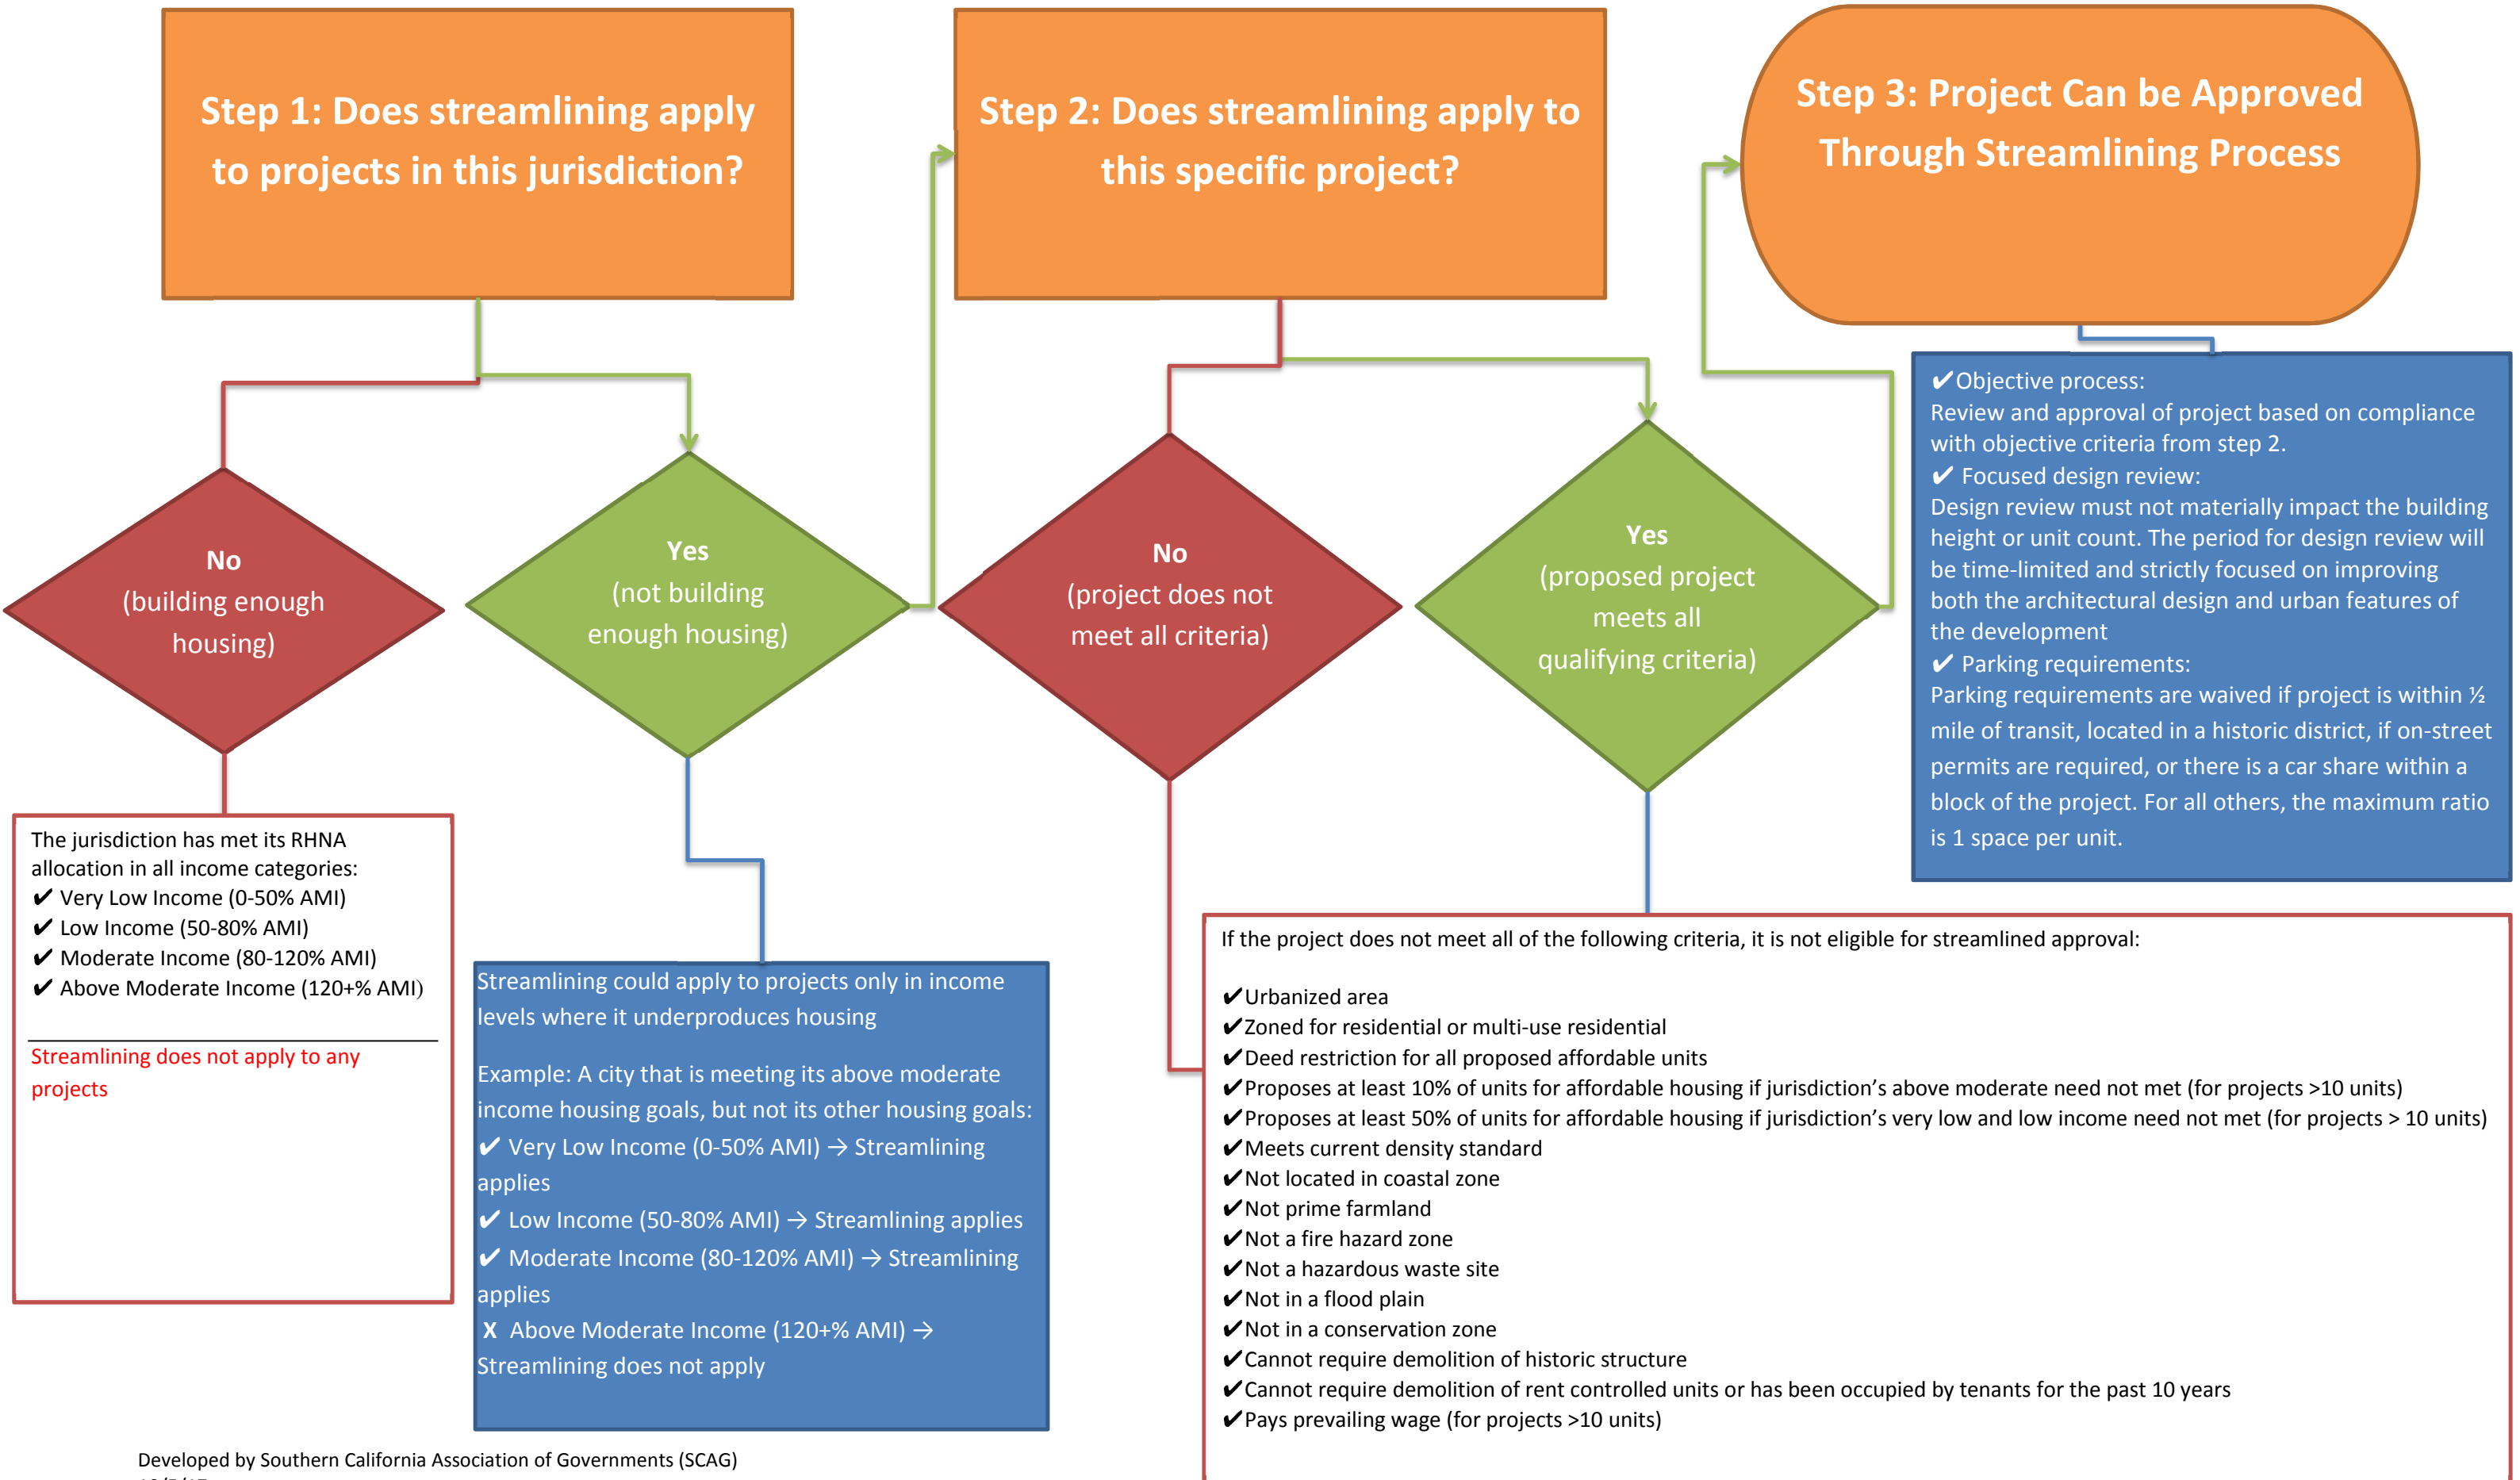 Step 1: Does streamlining apply
to projects in this jurisdiction?
Step 2: Does streamlining apply to
this specific project?
Step 3: Project Can be Approved
Through Streamlining Process
No
(building enough
housing)
Yes
(not building
enough housing)
No
(project does not
meet all criteria)
Yes
(proposed project
meets all
qualifying criteria)
✔Objective process:
Review and approval of project based on compliance
with objective criteria from step 2.
✔ Focused design review:
Design review must not materially impact the building
height or unit count. The period for design review will
be time-limited and strictly focused on improving
both the architectural design and urban features of
the development
✔ Parking requirements:
Parking requirements are waived if project is within ½
mile of transit, located in a historic district, if on-street
permits are required, or there is a car share within a
block of the project. For all others, the maximum ratio
is 1 space per unit.
The jurisdiction has met its RHNA
allocation in all income categories:
✔ Very Low Income (0-50% AMI)
✔ Low Income (50-80% AMI)
✔ Moderate Income (80-120% AMI)
✔ Above Moderate Income (120+% AMI)
Streamlining does not apply to any
projects
Streamlining could apply to projects only in income
levels where it underproduces housing
Example: A city that is meeting its above moderate
income housing goals, but not its other housing goals:
✔ Very Low Income (0-50% AMI) → Streamlining
applies
✔ Low Income (50-80% AMI) → Streamlining applies
✔ Moderate Income (80-120% AMI) → Streamlining
applies
X Above Moderate Income (120+% AMI) →
Streamlining does not apply
If the project does not meet all of the following criteria, it is not eligible for streamlined approval:
✔Urbanized area
✔Zoned for residential or multi-use residential
✔Deed restriction for all proposed affordable units
✔Proposes at least 10% of units for affordable housing if jurisdiction’s above moderate need not met (for projects >10 units)
✔Proposes at least 50% of units for affordable housing if jurisdiction’s very low and low income need not met (for projects > 10 units)
✔Meets current density standard
✔Not located in coastal zone
✔Not prime farmland
✔Not a fire hazard zone
✔Not a hazardous waste site
✔Not in a flood plain
✔Not in a conservation zone
✔Cannot require demolition of historic structure
✔Cannot require demolition of rent controlled units or has been occupied by tenants for the past 10 years
✔Pays prevailing wage (for projects >10 units)
Developed by Southern California Association of Governments (SCAG)